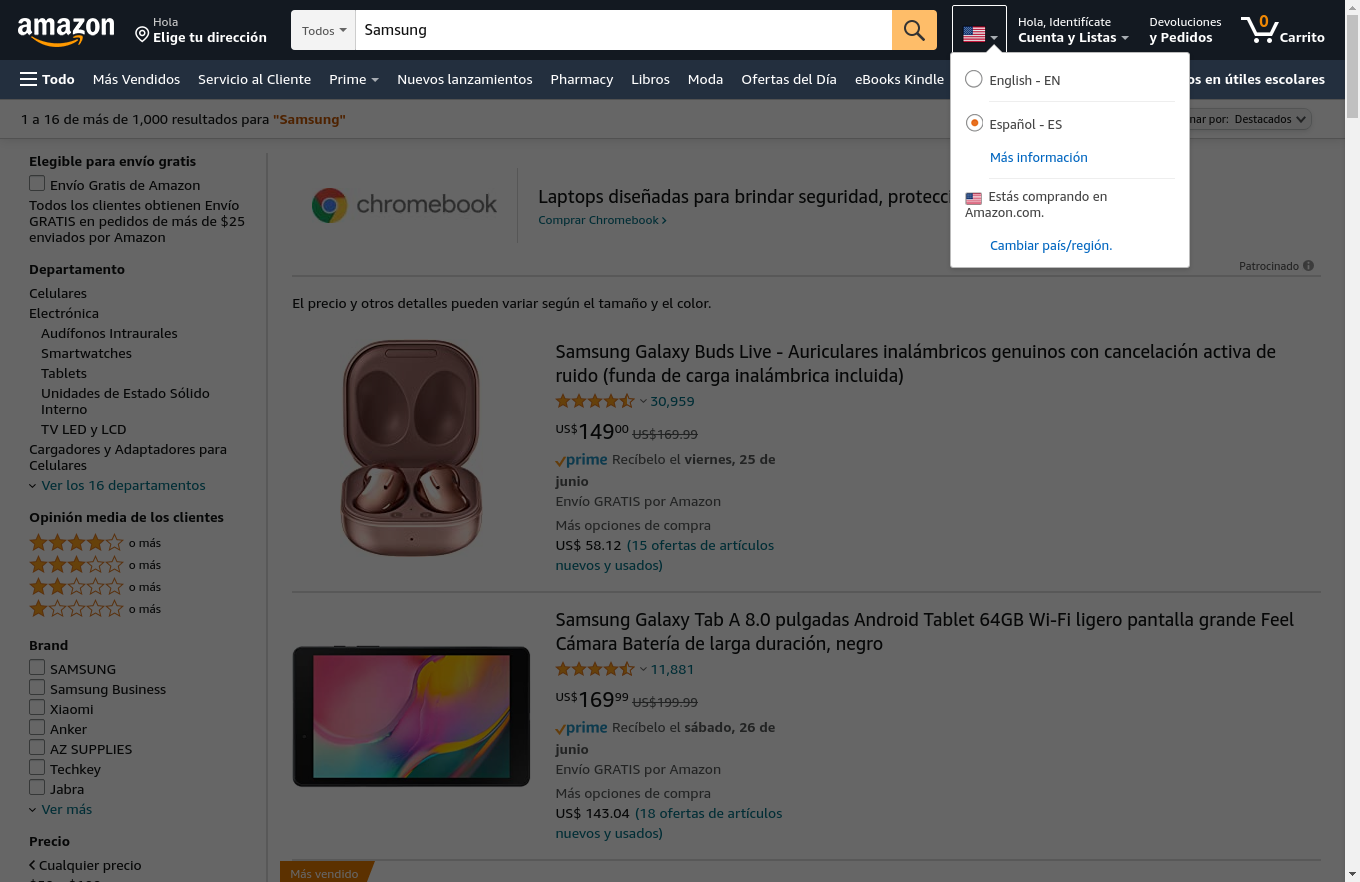 amazon
Hola
Elige tu dirección
Todos
Samsung
Hola, Identifícate
Cuenta y Listas
Devoluciones
y Pedidos
0
Carrito
Todo
Más Vendidos
Servicio al Cliente
Prime
Nuevos lanzamientos
Pharmacy
Libros
Moda
Ofertas del Día
eBooks Kindle
en útiles escolares
English - EN
Español - ES
Más información
Estás comprando en
Amazon.com.
Cambiar país/región.
1 a 16 de más de 1,000 resultados para "Samsung"
por: Destacados
Elegible para envío gratis
Envío Gratis de Amazon
Todos los clientes obtienen Envío
GRATIS en pedidos de más de $25
enviados por Amazon
Departamento
Celulares
Electrónica
Audífonos Intraurales
Smartwatches
Tablets
Unidades de Estado Sólido
Interno
TV LED y LCD
Cargadores y Adaptadores para
Celulares
Ver los 16 departamentos
Opinión media de los clientes
o más
o más
o más
o más
Brand
SAMSUNG
Samsung Business
Xiaomi
Anker
AZ SUPPLIES
Techkey
Jabra
Ver más
Precio
Cualquier precio
chromebook
Laptops diseñadas para brindar seguridad,
Comprar Chromebook ›
Patrocinado
El precio y otros detalles pueden variar según el tamaño y el color.
Samsung Galaxy Buds Live - Auriculares inalámbricos genuinos con cancelación activa de
ruido (funda de carga inalámbrica incluida)
30,959
US$14900 US$169.99
prime Recíbelo el viernes, 25 de
junio
Envío GRATIS por Amazon
Más opciones de compra
US$ 58.12 (15 ofertas de artículos
nuevos y usados)
Samsung Galaxy Tab A 8.0 pulgadas Android Tablet 64GB Wi-Fi ligero pantalla grande Feel
Cámara Batería de larga duración, negro
11,881
US$16999 US$199.99
prime Recíbelo el sábado, 26 de
junio
Envío GRATIS por Amazon
Más opciones de compra
US$ 143.04 (18 ofertas de artículos
nuevos y usados)
Más vendido